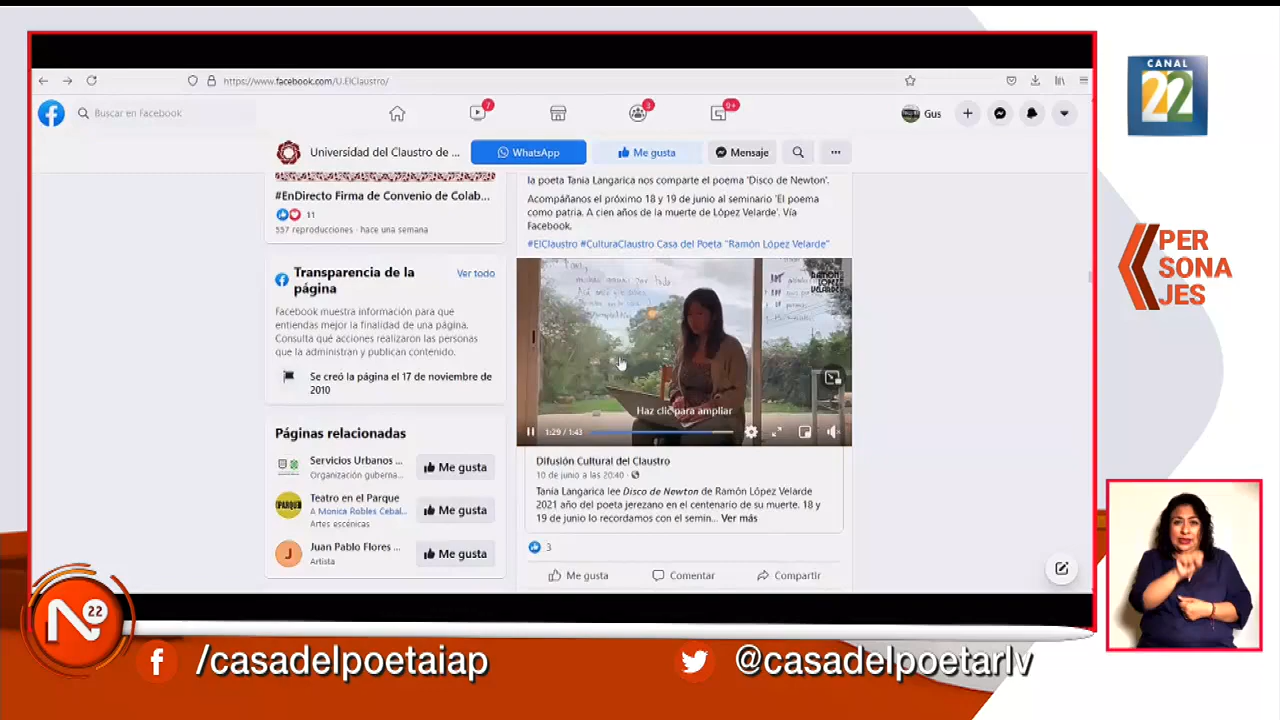 https://www.facebook.com/U.ElClaustro/
Buscar en Facebook
7
3
9+
Gus
Universidad del Claustro de ...
WhatsApp
Me gusta
Mensaje
#EnDirecto Firma de Convenio de Colab...
11
557 reproducciones · hace una semana
Transparencia de la página
Ver todo
Facebook muestra información para que
entiendas mejor la finalidad de una página.
Consulta qué acciones realizaron las personas
que la administran y publican contenido.
Se creó la página el 17 de noviembre de
2010
Páginas relacionadas
Servicios Urbanos ...
Organización guberna...
Me gusta
PARQUE
Teatro en el Parque
A Monica Robles Cebal...
Artes escénicas
Me gusta
J
Juan Pablo Flores ...
Artista
Me gusta
la poeta Tania Langarica nos comparte el poema 'Disco de Newton'.
Acompáñanos el próximo 18 y 19 de junio al seminario 'El poema
como patria. A cien años de la muerte de López Velarde'. Vía
Facebook.
#ElClaustro #CulturaClaustro Casa del Poeta "Ramón López Velarde"
RAMÓN
LÓPEZ
VELARDE
Haz clic para ampliar
1:29 / 1:43
Difusión Cultural del Claustro
10 de junio a las 20:40 ·
Tania Langarica lee Disco de Newton de Ramón López Velarde
2021 año del poeta jerezano en el centenario de su muerte. 18 y
19 de junio lo recordamos con el semin... Ver más
3
Me gusta
Comentar
Compartir
CANAL
22
PER
SONA
JES
N 22
/casadelpoetaiap
@casadelpoetarlv